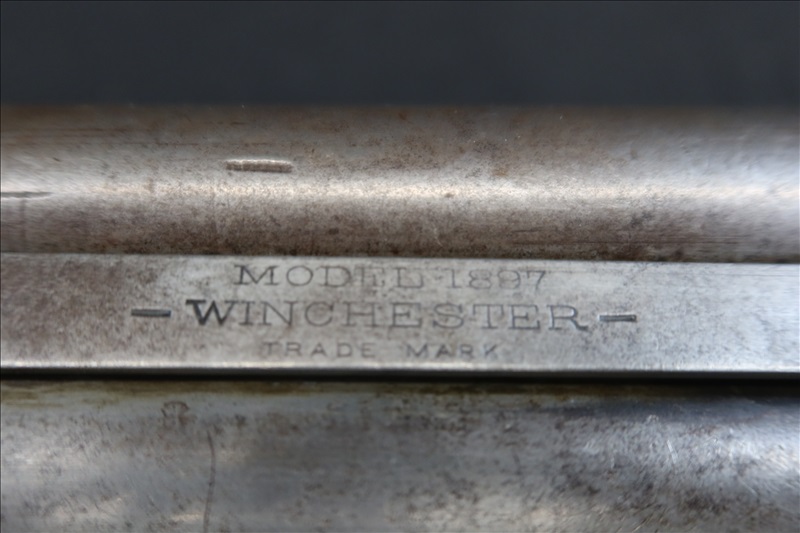 MODEL 1897
— WINCHESTER —
TRADE MARK